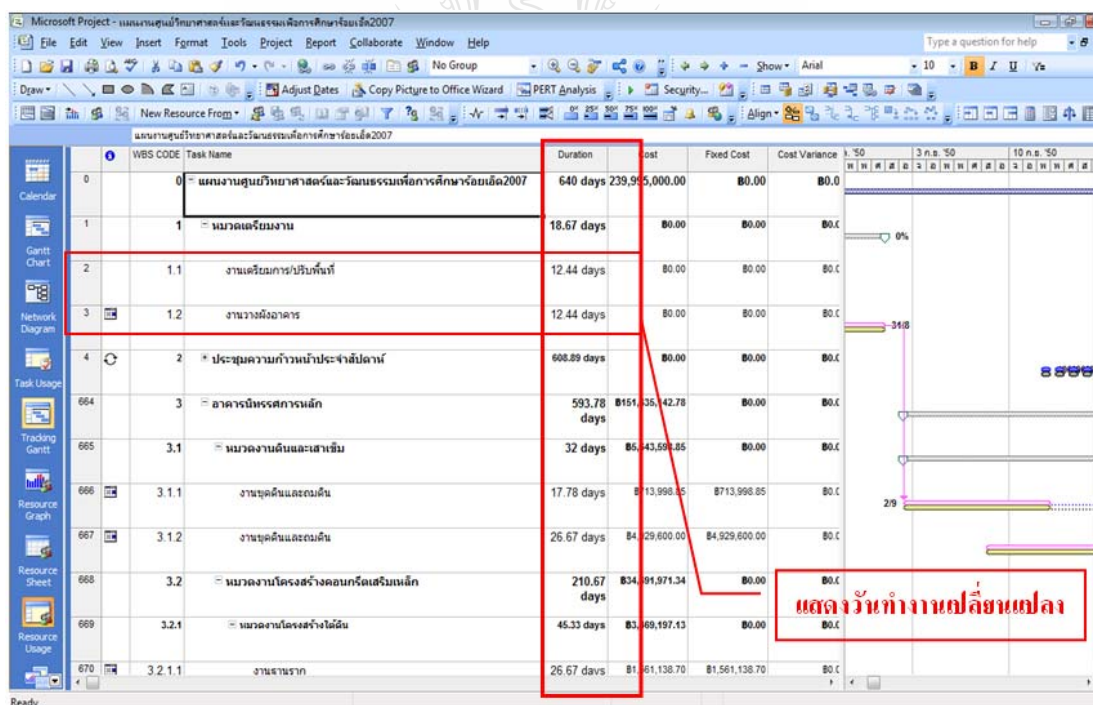 Microsoft Project - แผนงานศูนย์วิทยาศาสตร์และวัฒนธรรมเพื่อการศึกษาร้อยเอ็ด2007
File Edit View Insert Format Tools Project Report Collaborate Window Help
Type a question for help
No Group
Show
Arial
10
B I U
Draw
Adjust Dates
Copy Picture to Office Wizard
PERT Analysis
Security...
New
Resource From
Align
แผนงานศูนย์วิทยาศาสตร์และวัฒนธรรมเพื่อการศึกษาร้อยเอ็ด2007
WBS CODE Task Name Duration Cost Fixed Cost Cost Variance
3 ก.ย. '50
10 ก.ย. '50
0 0 แผนงานศูนย์วิทยาศาสตร์และวัฒนธรรมเพื่อการศึกษาร้อยเอ็ด2007 640 days 239,995,000.00 ฿0.00 ฿0.0
1 1 หมวดเตรียมงาน 18.67 days ฿0.00 ฿0.00
0%
2 1.1 งานเตรียมการ/ปรับพื้นที่ 12.44 days ฿0.00 ฿0.00
3 1.2 งานวางผังอาคาร 12.44 days ฿0.00 ฿0.00
31/8
4 2 ประชุมความก้าวหน้าประจำสัปดาห์ 608.89 days ฿0.00 ฿0.00
664 3 อาคารนิทรรศการหลัก 593.78 days ฿0.00
665 3.1 หมวดงานดินและเสาเข็ม 32 days ฿0.00
666 3.1.1 งานขุดดินและถมดิน 17.78 days ฿713,998.85
2/9
667 3.1.2 งานขุดดินและถมดิน 26.67 days ฿4,929,600.00
668 3.2 หมวดงานโครงสร้างคอนกรีตเสริมเหล็ก 210.67 days ฿0.00
669 3.2.1 หมวดงานโครงสร้างใต้ดิน 45.33 days ฿0.00
670 3.2.1.1 งานฐานราก 26.67 days ฿1,561,138.70
แสดงวันทำงานเปลี่ยนแปลง
Calendar
Gantt Chart
Network Diagram
Task Usage
Tracking Gantt
Resource Graph
Resource Sheet
Resource Usage
Ready